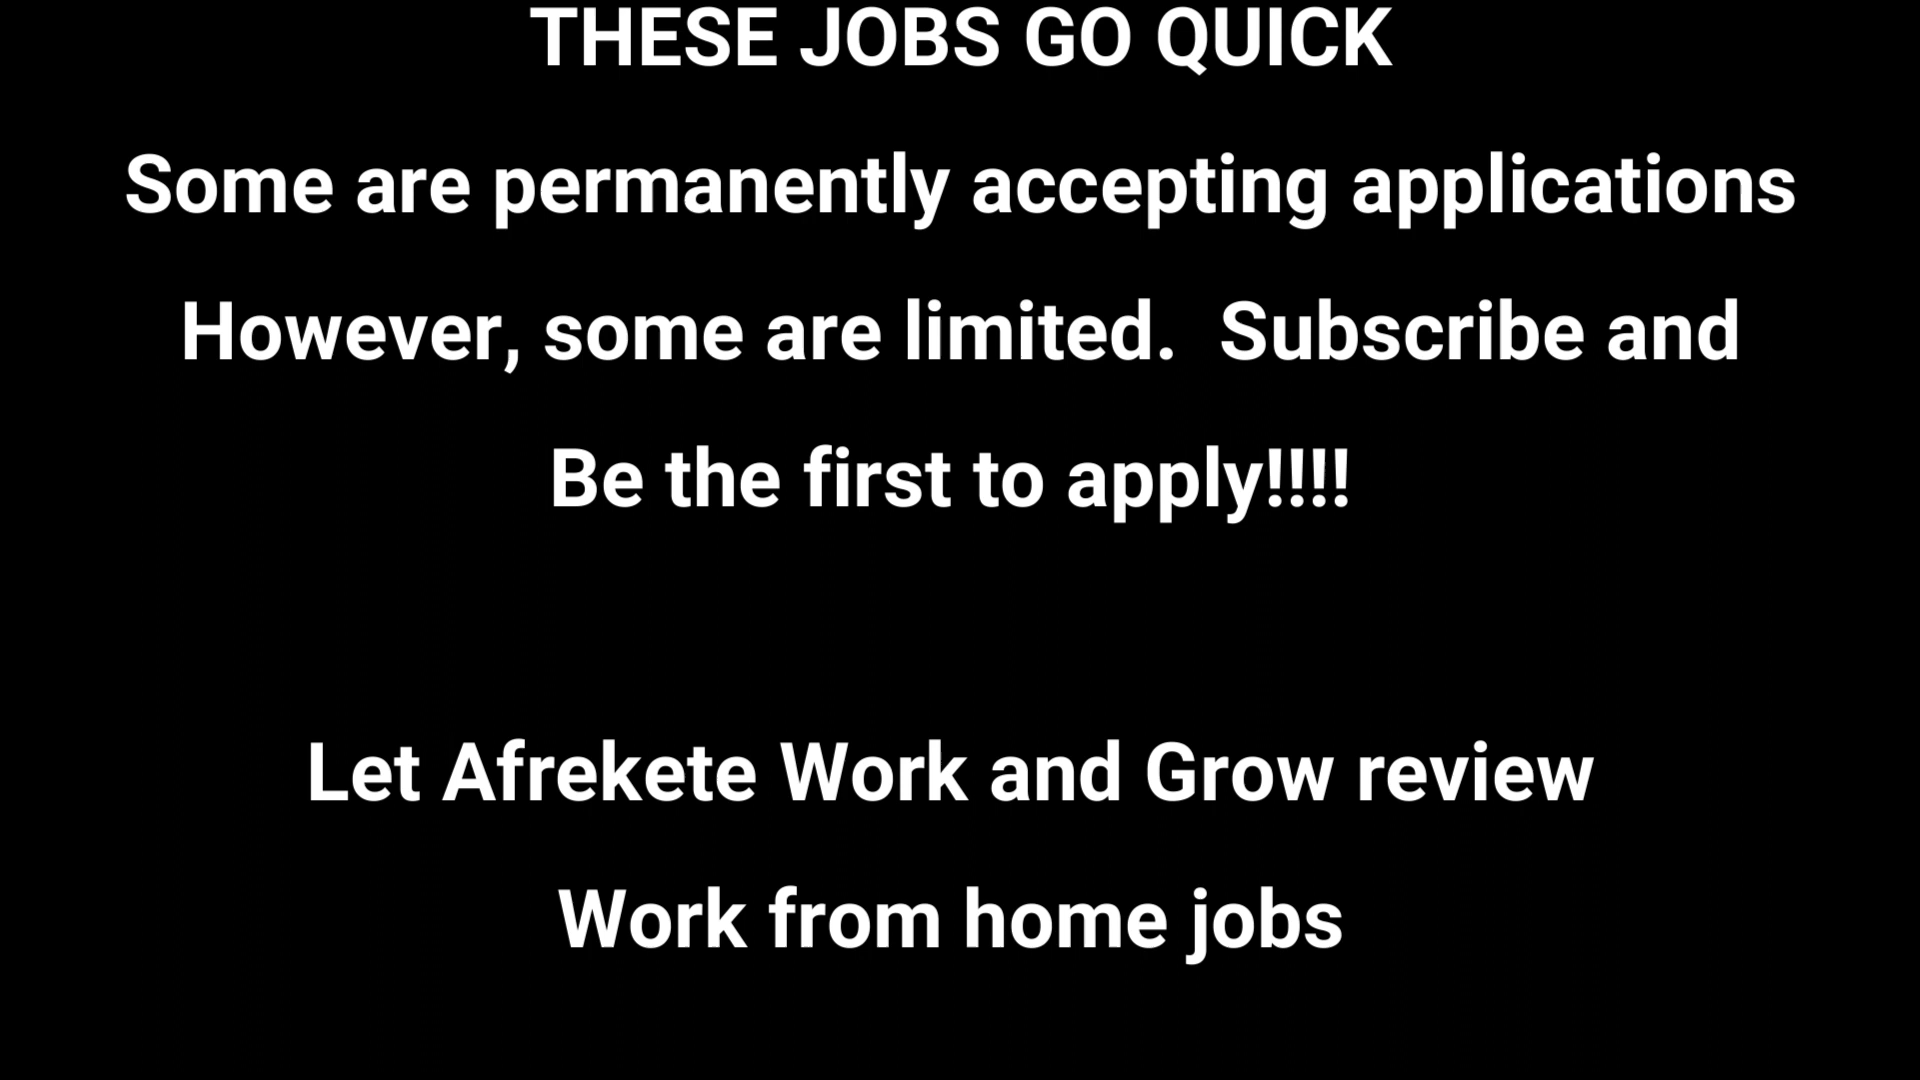 THESE JOBS GO QUICK
Some are permanently accepting applications
However, some are limited.  Subscribe and
Be the first to apply!!!!
Let Afrekete Work and Grow review
Work from home jobs